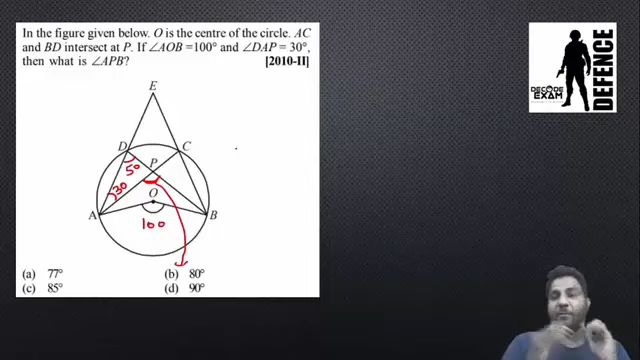 In the figure given below. O is the centre of the circle. AC
and BD intersect at P. If ∠AOB =100° and ∠DAP = 30°,
then what is ∠APB? [2010-II]
E
D C
P
50
30
O
A B
100
(a) 77° (b) 80°
(c) 85° (d) 90°
DECODE
EXAM
DEFENCE